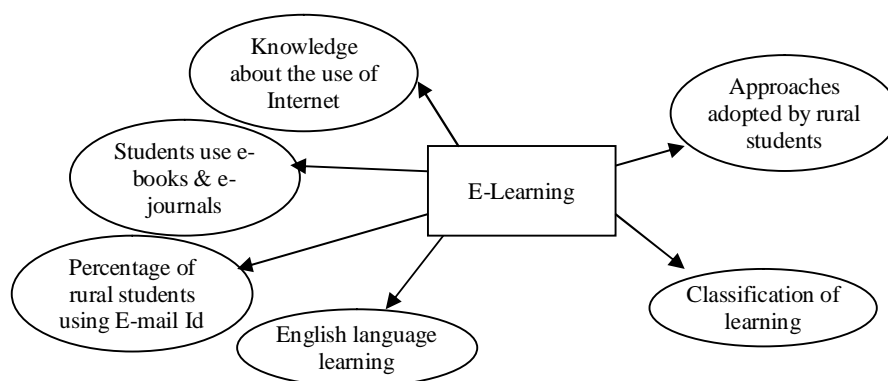 Knowledge
about the use of
Internet
Approaches
adopted by rural
students
Students use e-
books & e-
journals
E-Learning
Percentage of
rural students
using E-mail Id
Classification of
learning
English language
learning